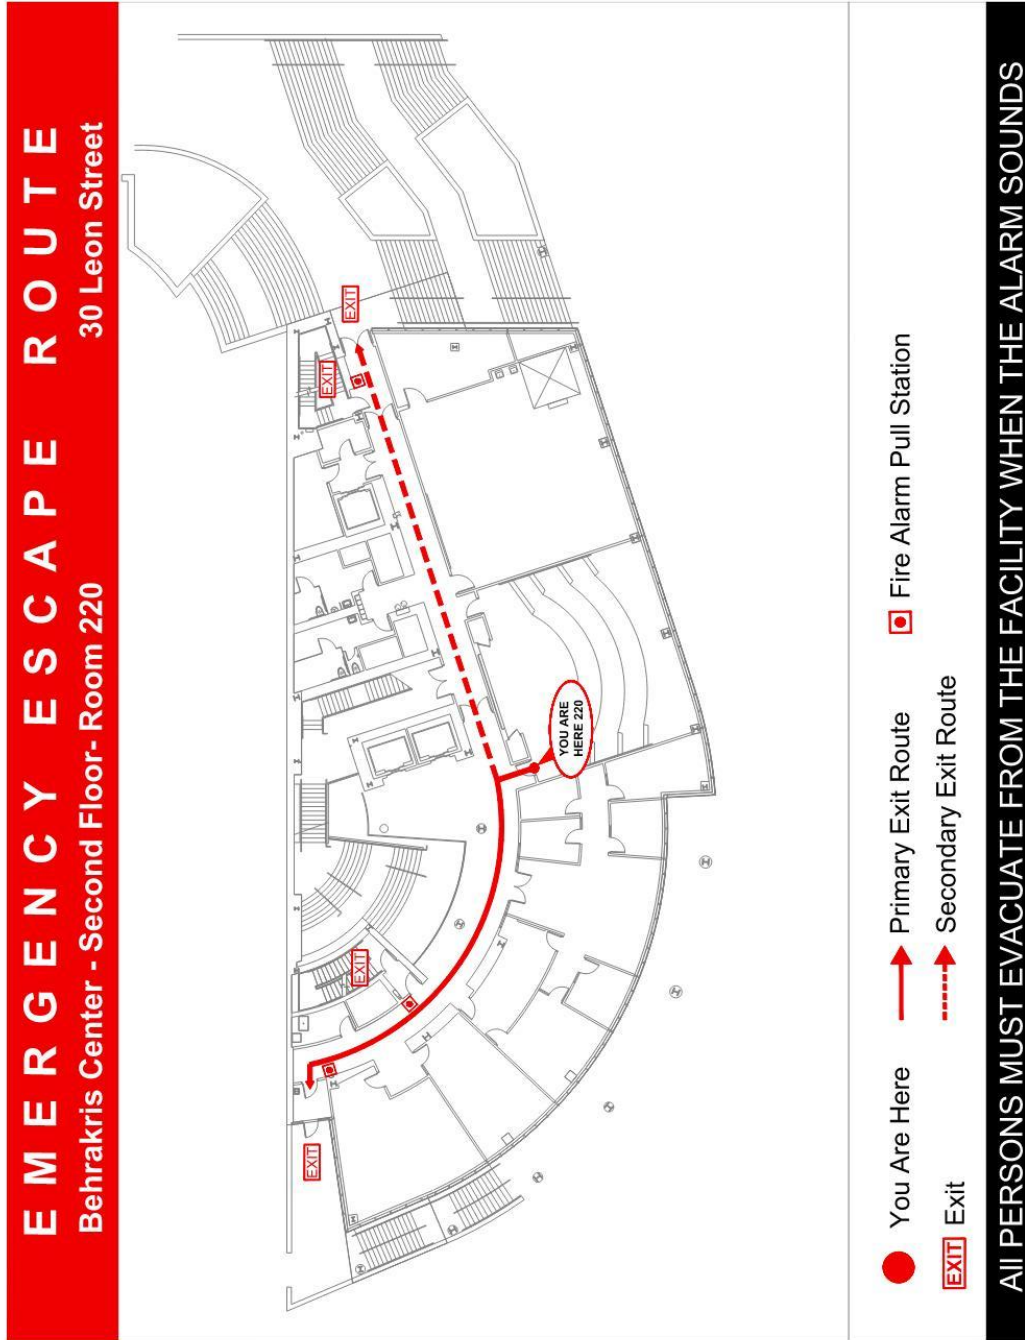 EMERGENCY ESCAPE ROUTE
Behrakis Center - Second Floor- Room 220
30 Leon Street
EXIT
EXIT
EXIT
EXIT
YOU ARE
HERE 220
You Are Here
Primary Exit Route
Fire Alarm Pull Station
EXIT Exit
Secondary Exit Route
All PERSONS MUST EVACUATE FROM THE FACILITY WHEN THE ALARM SOUNDS